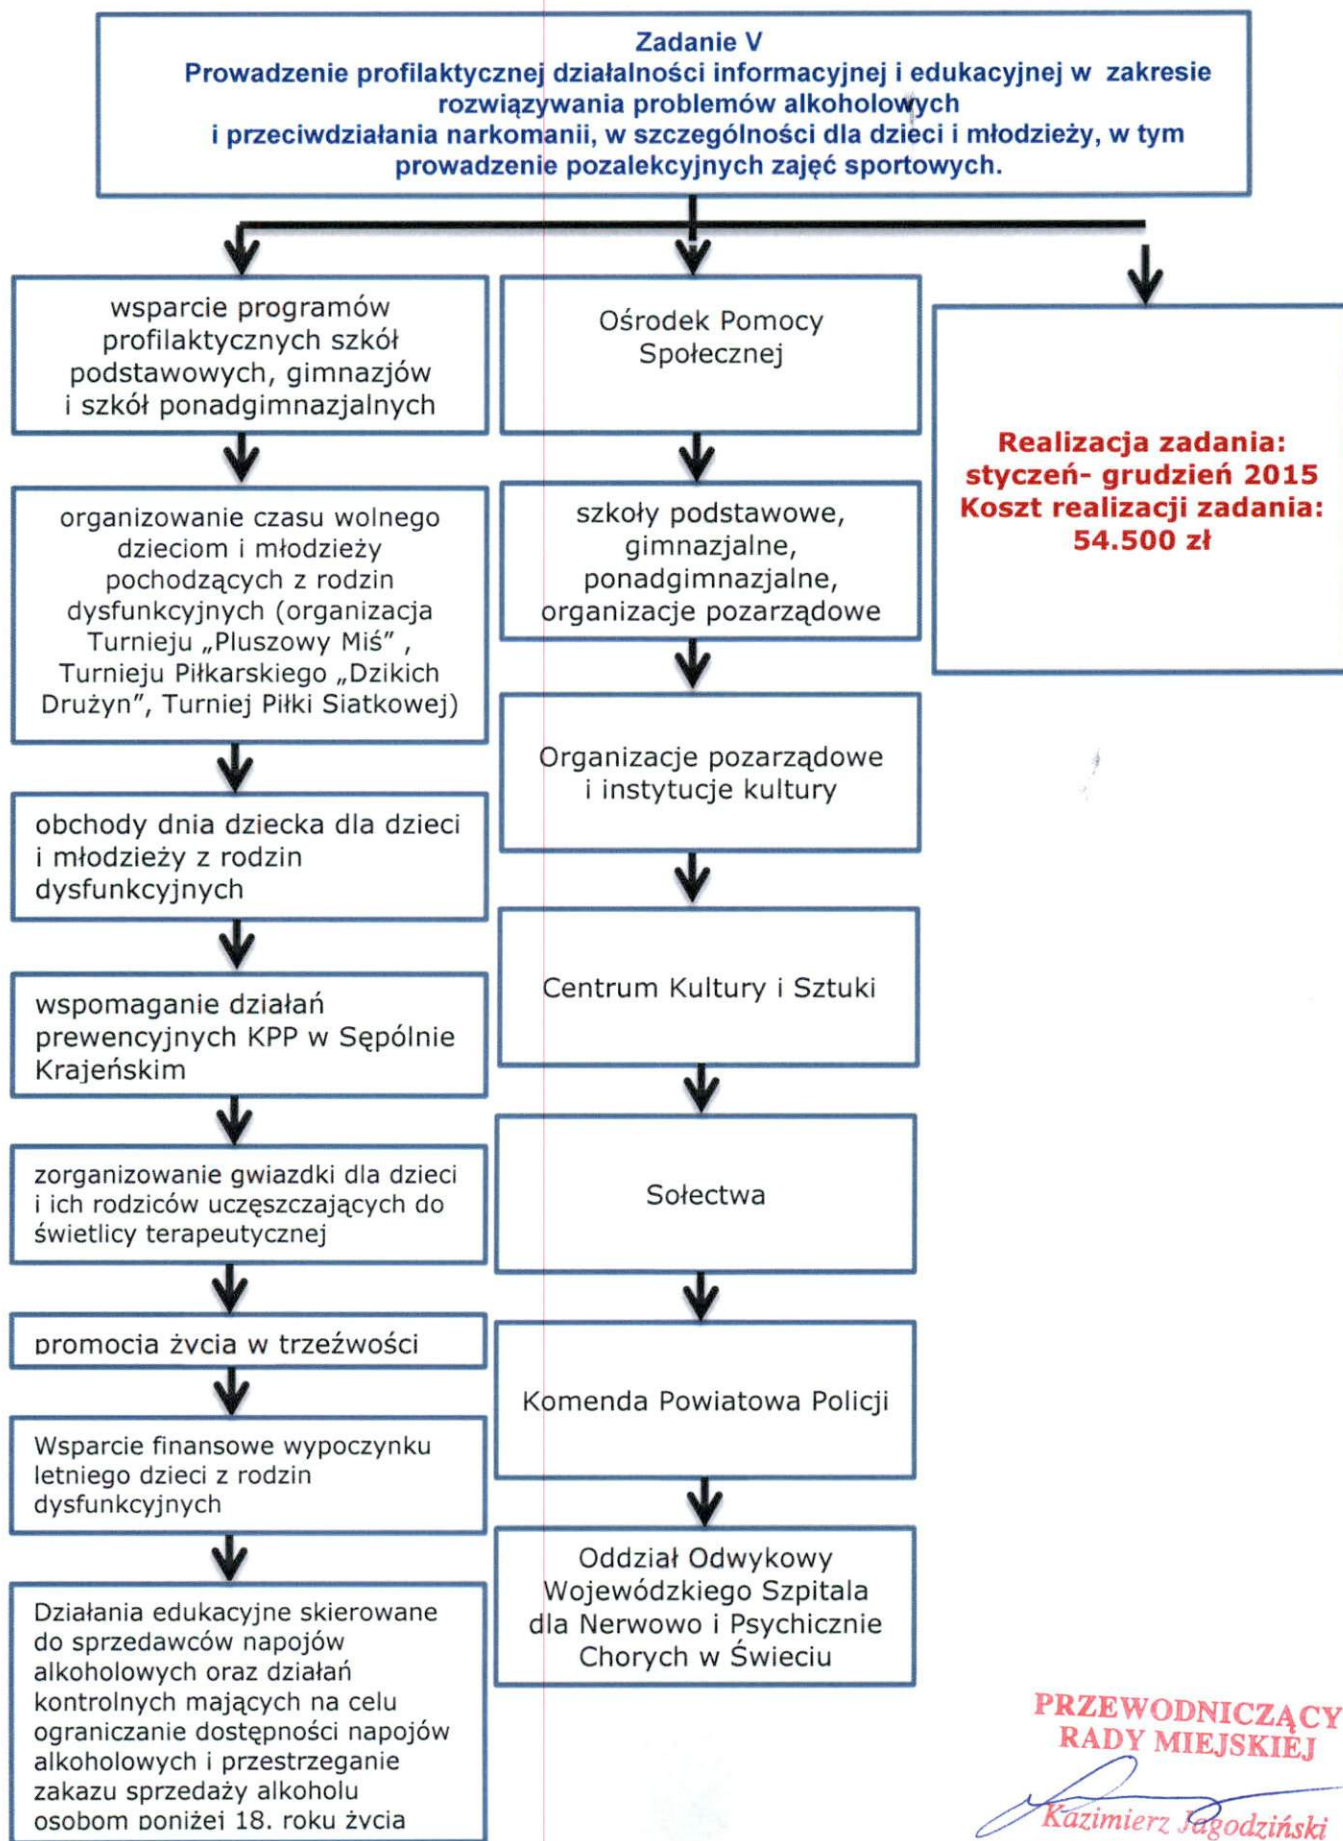 Zadanie V
Prowadzenie profilaktycznej działalności informacyjnej i edukacyjnej w zakresie
rozwiązywania problemów alkoholowych
i przeciwdziałania narkomanii, w szczególności dla dzieci i młodzieży, w tym
prowadzenie pozalekcyjnych zajęć sportowych.
wsparcie programów
profilaktycznych szkół
podstawowych, gimnazjów
i szkół ponadgimnazjalnych
organizowanie czasu wolnego
dzieciom i młodzieży
pochodzących z rodzin
dysfunkcyjnych (organizacja
Turnieju „Pluszowy Miś” ,
Turnieju Piłkarskiego „Dzikich
Drużyn”, Turniej Piłki Siatkowej)
obchody dnia dziecka dla dzieci
i młodzieży z rodzin
dysfunkcyjnych
wspomaganie działań
prewencyjnych KPP w Sępólnie
Krajeńskim
zorganizowanie gwiazdki dla dzieci
i ich rodziców uczęszczających do
świetlicy terapeutycznej
promocja życia w trzeźwości
Wsparcie finansowe wypoczynku
letniego dzieci z rodzin
dysfunkcyjnych
Działania edukacyjne skierowane
do sprzedawców napojów
alkoholowych oraz działań
kontrolnych mających na celu
ograniczanie dostępności napojów
alkoholowych i przestrzeganie
zakazu sprzedaży alkoholu
osobom poniżej 18. roku życia
Ośrodek Pomocy
Społecznej
szkoły podstawowe,
gimnazjalne,
ponadgimnazjalne,
organizacje pozarządowe
Organizacje pozarządowe
i instytucje kultury
Centrum Kultury i Sztuki
Sołectwa
Komenda Powiatowa Policji
Oddział Odwykowy
Wojewódzkiego Szpitala
dla Nerwowo i Psychicznie
Chorych w Świeciu
Realizacja zadania:
styczeń- grudzień 2015
Koszt realizacji zadania:
54.500 zł
PRZEWODNICZĄCY
RADY MIEJSKIEJ
Kazimierz Jagodziński